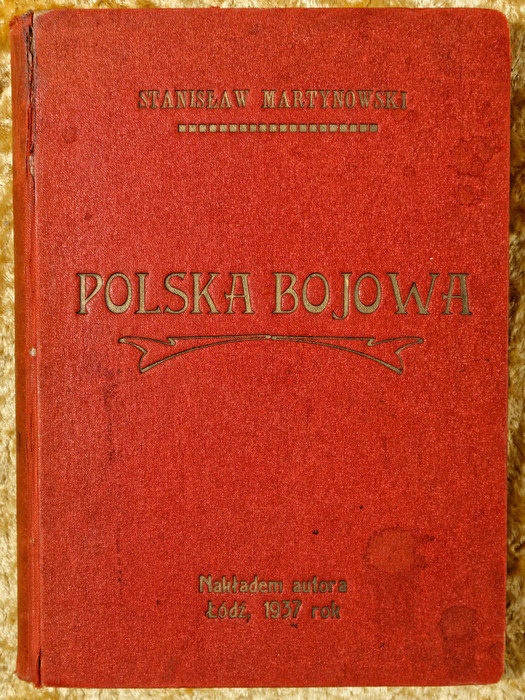 STANISŁAW MARTYNOWSKI
POLSKA BOJOWA
Nakładem autora
Łódź, 1937 rok